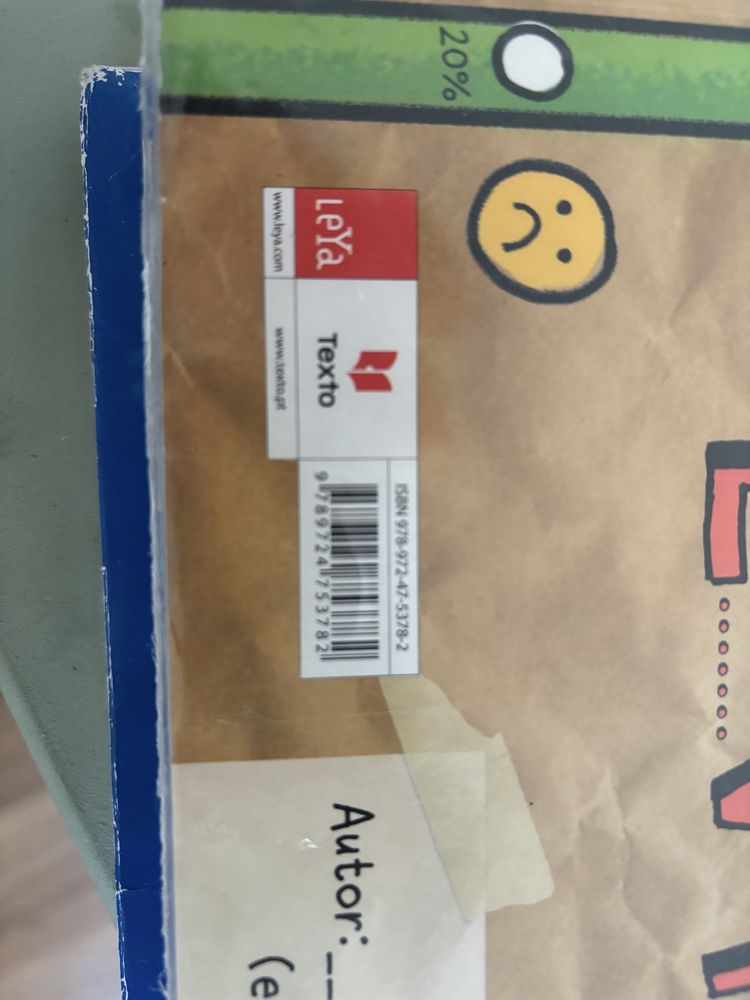 20%
LeYa
Texto
www.leya.com
www.texto.pt
ISBN 978-972-47-5378-2
9 789724 753782
Autor: __
(e